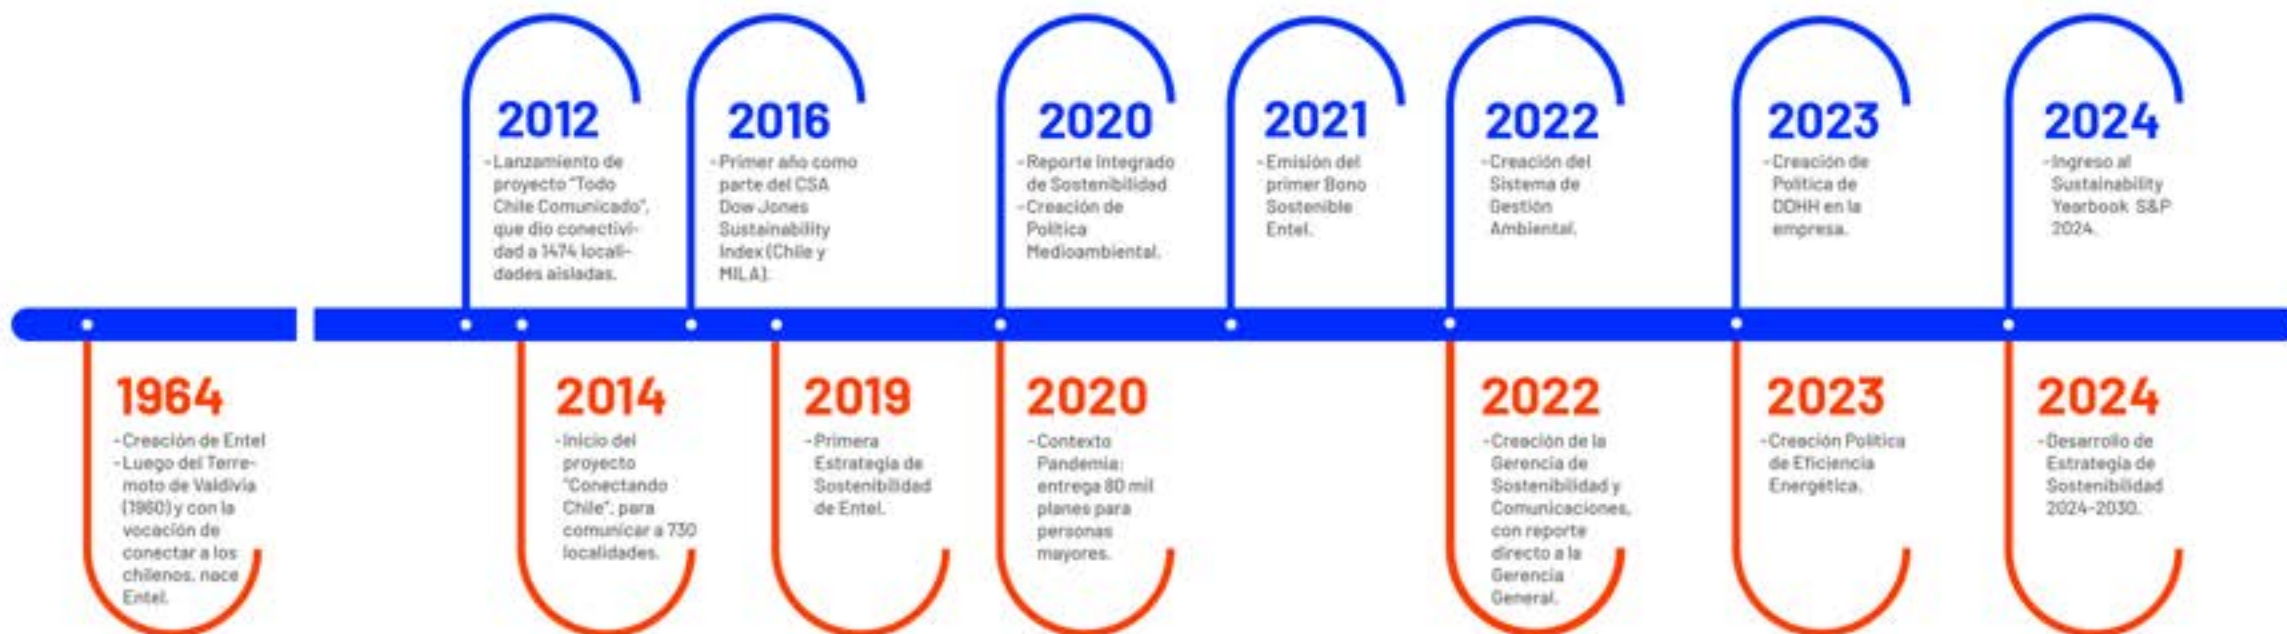 2012
-Lanzamiento de
proyecto "Todo
Chile Comunicado",
que dio conectivi-
dad a 1474 locali-
dades aisladas.
2016
-Primer año como
parte del CSA
Dow Jones
Sustainability
Index (Chile y
MILA).
2020
-Reporte Integrado
de Sostenibilidad
-Creación de
Política
Medioambiental.
2021
-Emisión del
primer Bono
Sostenible
Entel.
2022
-Creación del
Sistema de
Gestión
Ambiental.
2023
-Creación de
Política de
DDHH en la
empresa.
2024
-Ingreso al
Sustainability
Yearbook S&P
2024.
1964
-Creación de Entel
-Luego del Terre-
moto de Valdivia
(1960) y con la
vocación de
conectar a los
chilenos, nace
Entel.
2014
-Inicio del
proyecto
"Conectando
Chile", para
comunicar a 730
localidades.
2019
-Primera
Estrategia de
Sostenibilidad
de Entel.
2020
-Contexto
Pandemia:
entrega 80 mil
planes para
personas
mayores.
2022
-Creación de la
Gerencia de
Sostenibilidad y
Comunicaciones,
con reporte
directo a la
Gerencia
General.
2023
-Creación Política
de Eficiencia
Energética.
2024
-Desarrollo de
Estrategia de
Sostenibilidad
2024-2030.